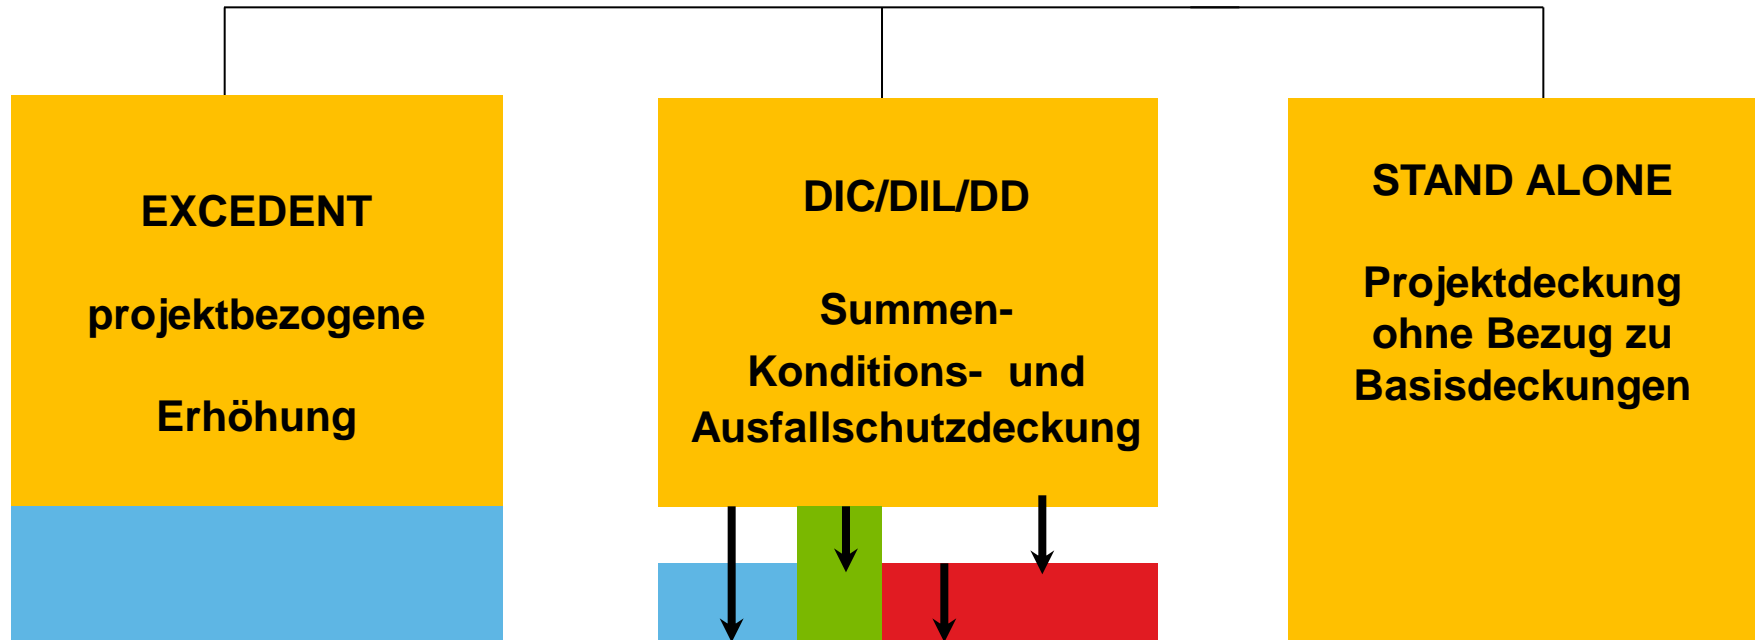 EXCEDENT
projektbezogene
Erhöhung
DIC/DIL/DD
Summen-
Konditions- und
Ausfallschutzdeckung
STAND ALONE
Projektdeckung
ohne Bezug zu
Basisdeckungen